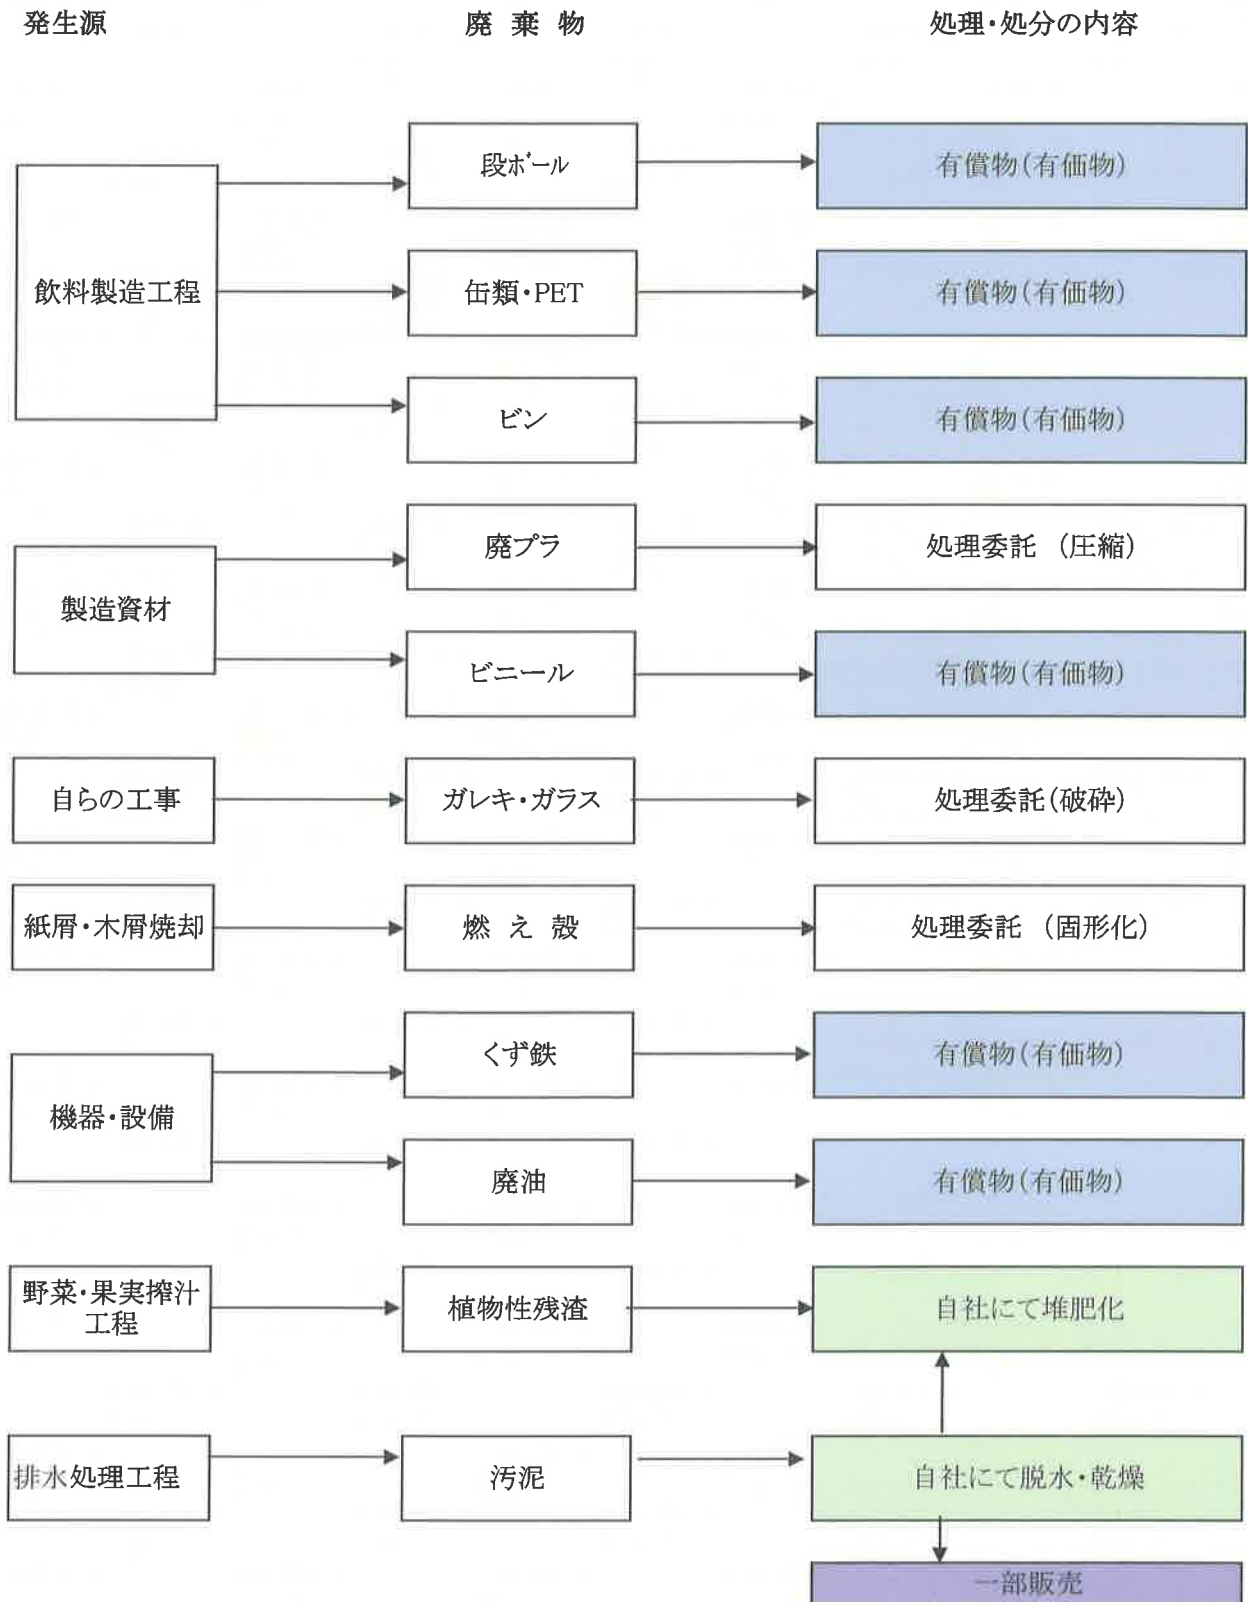 発生源 廃棄物 処理・処分の内容
段ボール 有償物(有価物)
飲料製造工程 缶類・PET 有償物(有価物)
ビン 有償物(有価物)
廃プラ 処理委託 (圧縮)
製造資材
ビニール 有償物(有価物)
自らの工事 ガレキ・ガラス 処理委託(破砕)
紙屑・木屑焼却 燃え殻 処理委託 (固形化)
くず鉄 有償物(有価物)
機器・設備
廃油 有償物(有価物)
野菜・果実搾汁
工程 植物性残渣 自社にて堆肥化
排水処理工程 汚泥 自社にて脱水・乾燥
一部販売